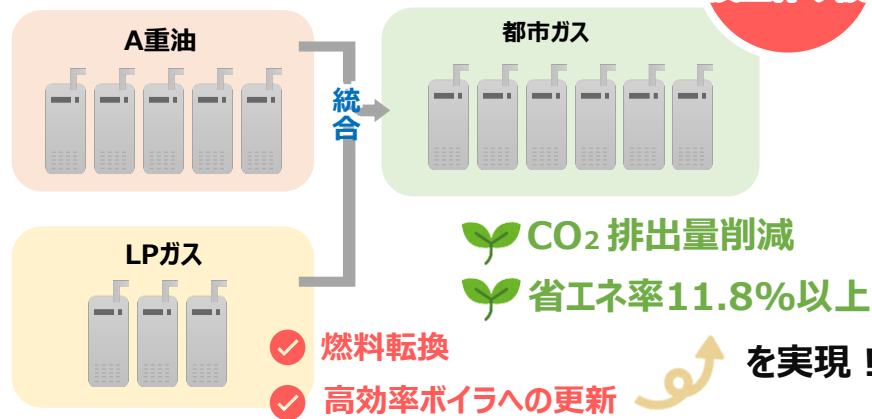 A重油
都市ガス
統合
LPガス
CO₂ 排出量削減
省エネ率11.8%以上
燃料転換
高効率ボイラへの更新
を実現!